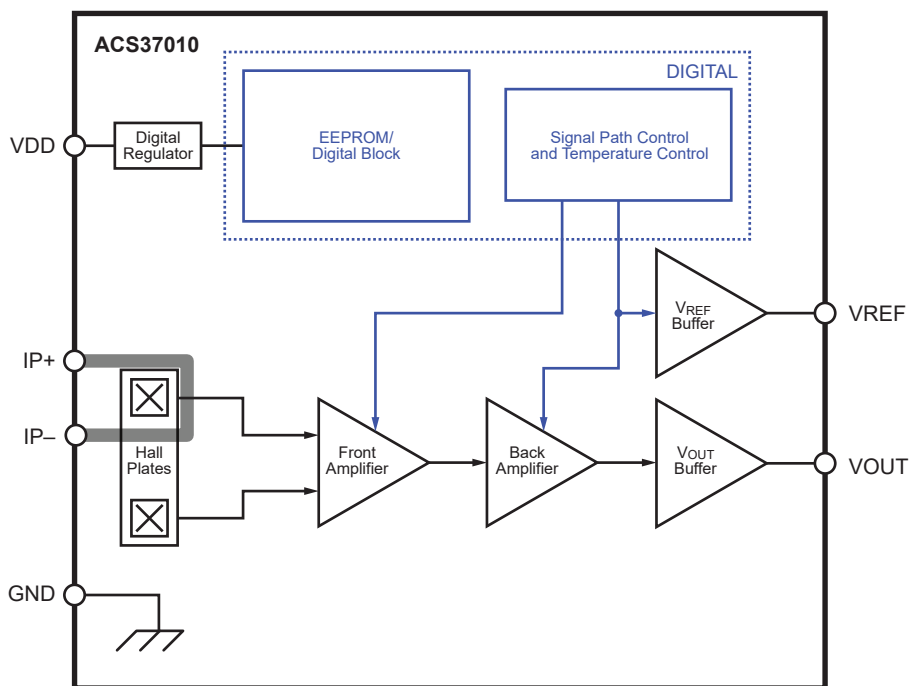 ACS37010
DIGITAL
EEPROM/
Digital Block
Signal Path Control
and Temperature Control
VDD
Digital
Regulator
VREF
Buffer
VREF
IP+
IP–
Hall
Plates
Front
Amplifier
Back
Amplifier
VOUT
Buffer
VOUT
GND